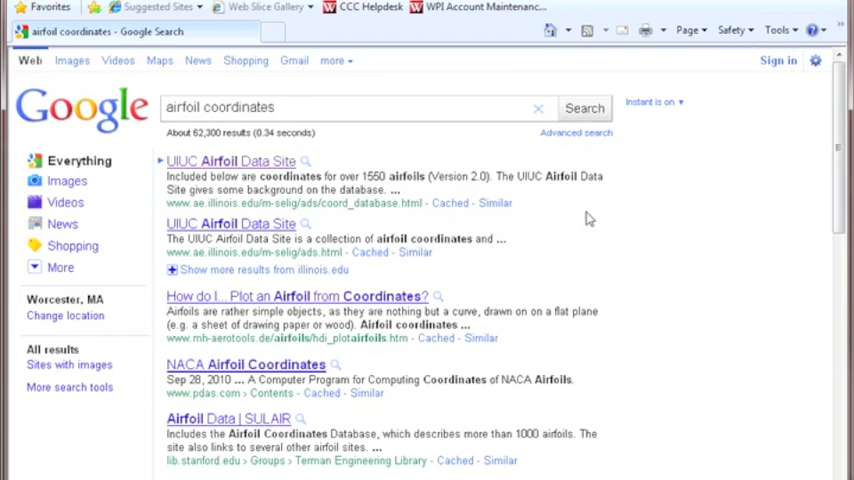 Favorites Suggested Sites Web Slice Gallery CCC Helpdesk WPI Account Maintenanc...
airfoil coordinates - Google Search Page Safety Tools
Web Images Videos Maps News Shopping Gmail more Sign in
Google airfoil coordinates Search Instant is on
About 62,300 results (0.34 seconds) Advanced search
Everything
Images
Videos
News
Shopping
More
Worcester, MA
Change location
All results
Sites with images
More search tools
UIUC Airfoil Data Site
Included below are coordinates for over 1550 airfoils (Version 2.0). The UIUC Airfoil Data
Site gives some background on the database. ...
www.ae.illinois.edu/m-selig/ads/coord_database.html - Cached - Similar
UIUC Airfoil Data Site
The UIUC Airfoil Data Site is a collection of airfoil coordinates and ...
www.ae.illinois.edu/m-selig/ads.html - Cached - Similar
Show more results from illinois.edu
How do I... Plot an Airfoil from Coordinates?
Airfoils are rather simple objects, as they are nothing but a curve, drawn on on a flat plane
(e.g. a sheet of drawing paper or wood). Airfoil coordinates ...
www.mh-aerotools.de/airfoils/hdi_plotairfoils.htm - Cached - Similar
NACA Airfoil Coordinates
Sep 28, 2010 ... A Computer Program for Computing Coordinates of NACA Airfoils.
www.pdas.com › Contents - Cached - Similar
Airfoil Data | SULAIR
Includes the Airfoil Coordinates Database, which describes more than 1000 airfoils. The
site also links to several other airfoil sites. ...
lib.stanford.edu › Groups › Terman Engineering Library - Cached - Similar